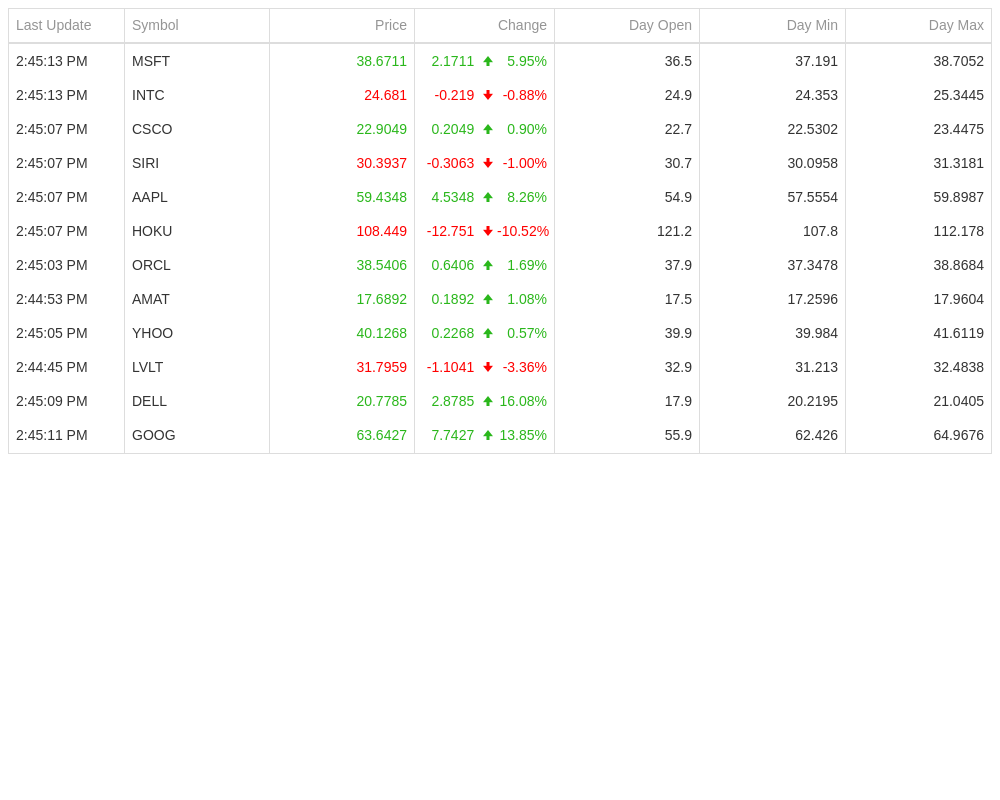 Last Update Symbol Price Change Day Open Day Min Day Max
2:45:13 PM MSFT 38.6711 2.1711 5.95% 36.5 37.191 38.7052
2:45:13 PM INTC 24.681 -0.219 -0.88% 24.9 24.353 25.3445
2:45:07 PM CSCO 22.9049 0.2049 0.90% 22.7 22.5302 23.4475
2:45:07 PM SIRI 30.3937 -0.3063 -1.00% 30.7 30.0958 31.3181
2:45:07 PM AAPL 59.4348 4.5348 8.26% 54.9 57.5554 59.8987
2:45:07 PM HOKU 108.449 -12.751 -10.52% 121.2 107.8 112.178
2:45:03 PM ORCL 38.5406 0.6406 1.69% 37.9 37.3478 38.8684
2:44:53 PM AMAT 17.6892 0.1892 1.08% 17.5 17.2596 17.9604
2:45:05 PM YHOO 40.1268 0.2268 0.57% 39.9 39.984 41.6119
2:44:45 PM LVLT 31.7959 -1.1041 -3.36% 32.9 31.213 32.4838
2:45:09 PM DELL 20.7785 2.8785 16.08% 17.9 20.2195 21.0405
2:45:11 PM GOOG 63.6427 7.7427 13.85% 55.9 62.426 64.9676